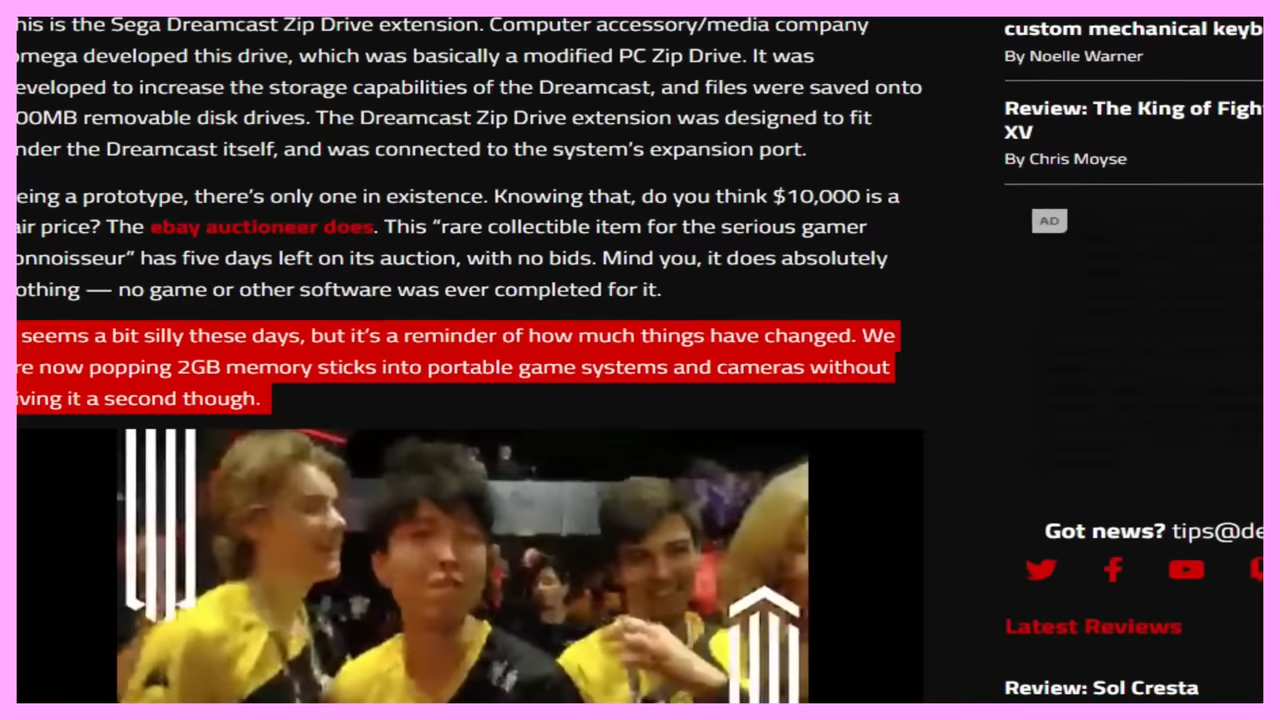 his is the Sega Dreamcast Zip Drive extension. Computer accessory/media company
omega developed this drive, which was basically a modified PC Zip Drive. It was
eveloped to increase the storage capabilities of the Dreamcast, and files were saved onto
00MB removable disk drives. The Dreamcast Zip Drive extension was designed to fit
nder the Dreamcast itself, and was connected to the system's expansion port.
eing a prototype, there's only one in existence. Knowing that, do you think $10,000 is a
air price? The ebay auctioneer does. This “rare collectible item for the serious gamer
onnoisseur” has five days left on its auction, with no bids. Mind you, it does absolutely
othing — no game or other software was ever completed for it.
seems a bit silly these days, but it's a reminder of how much things have changed. We
re now popping 2GB memory sticks into portable game systems and cameras without
iving it a second though.
custom mechanical keyb
By Noelle Warner
Review: The King of Figh
XV
By Chris Moyse
AD
Got news? tips@de
Latest Reviews
Review: Sol Cresta